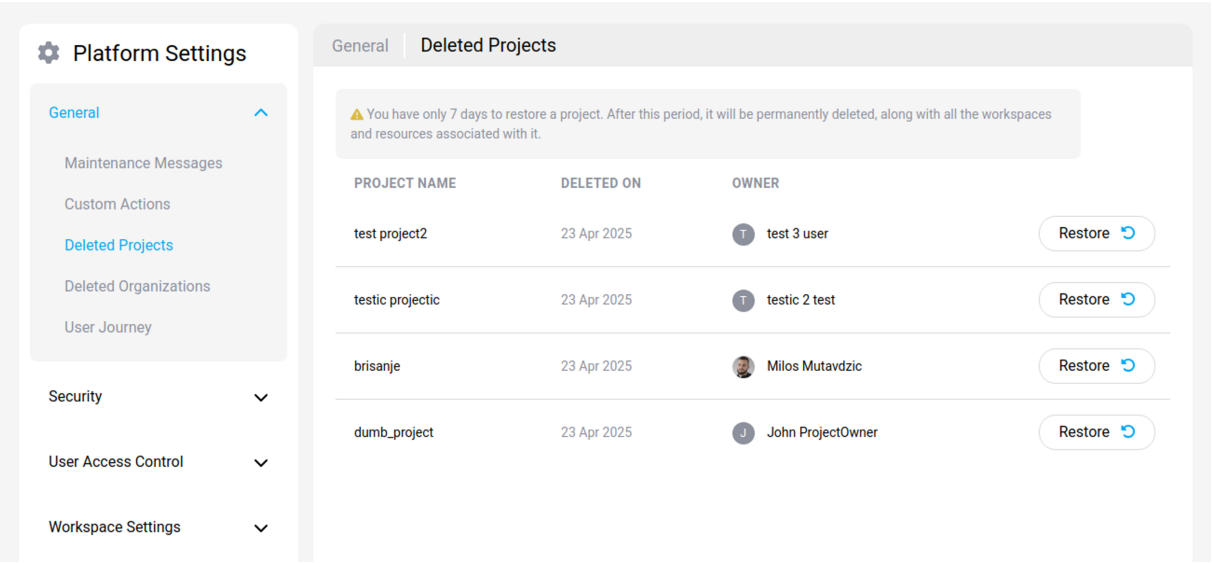 Platform Settings
General
Maintenance Messages
Custom Actions
Deleted Projects
Deleted Organizations
User Journey
Security
User Access Control
Workspace Settings
General Deleted Projects
You have only 7 days to restore a project. After this period, it will be permanently deleted, along with all the workspaces
and resources associated with it.
PROJECT NAME DELETED ON OWNER
test project2 23 Apr 2025 T test 3 user Restore
testic projectic 23 Apr 2025 T testic 2 test Restore
brisanje 23 Apr 2025 Milos Mutavdzic Restore
dumb_project 23 Apr 2025 J John ProjectOwner Restore